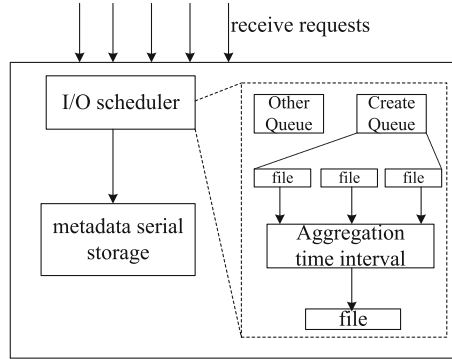 receive requests
I/O scheduler
Other
Queue
Create
Queue
file
file
file
metadata serial
storage
Aggregation
time interval
file